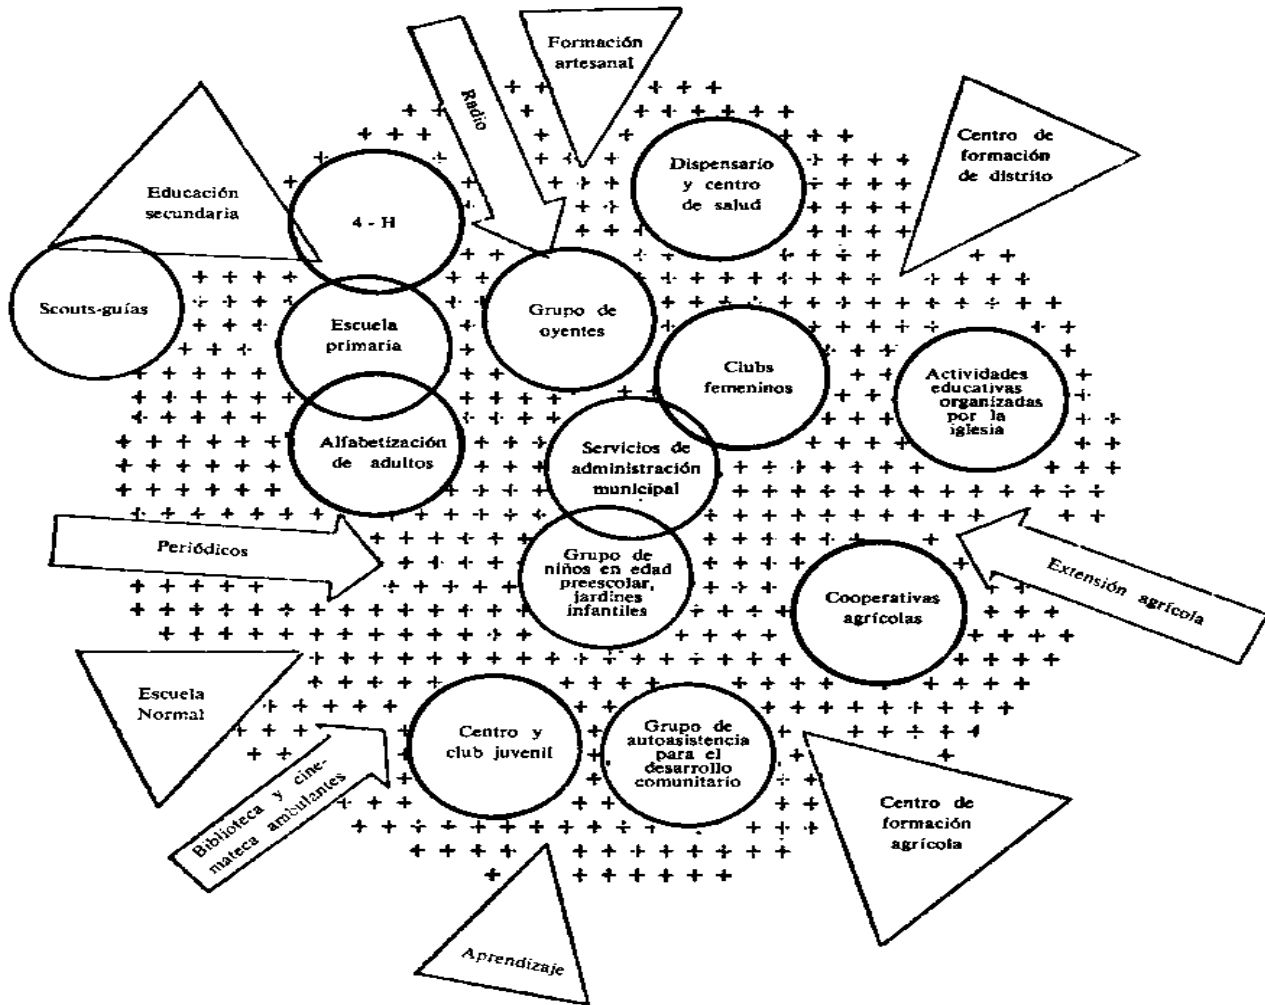 Formación
artesanal
Radio
Centro de
formación
de distrito
Dispensario
y centro
de salud
Educación
secundaria
4 - H
Scouts-guías
Grupo de
oyentes
Escuela
primaria
Clubs
femeninos
Actividades
educativas
organizadas
por la
iglesia
Alfabetización
de adultos
Servicios de
administración
municipal
Periódicos
Grupo de
niños en edad
preescolar,
jardines
infantiles
Extensión agrícola
Cooperativas
agrícolas
Escuela
Normal
Centro y
club juvenil
Grupo de
autoasistencia
para el
desarrollo
comunitario
Biblioteca y cine-
mateca ambulantes
Centro de
formación
agrícola
Aprendizaje